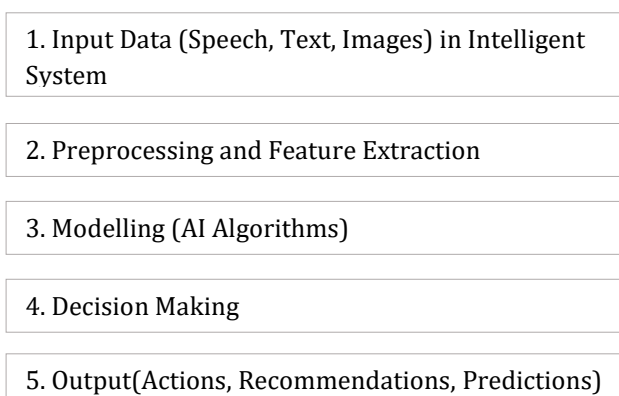 1. Input Data (Speech, Text, Images) in Intelligent
System
2. Preprocessing and Feature Extraction
3. Modelling (AI Algorithms)
4. Decision Making
5. Output(Actions, Recommendations, Predictions)